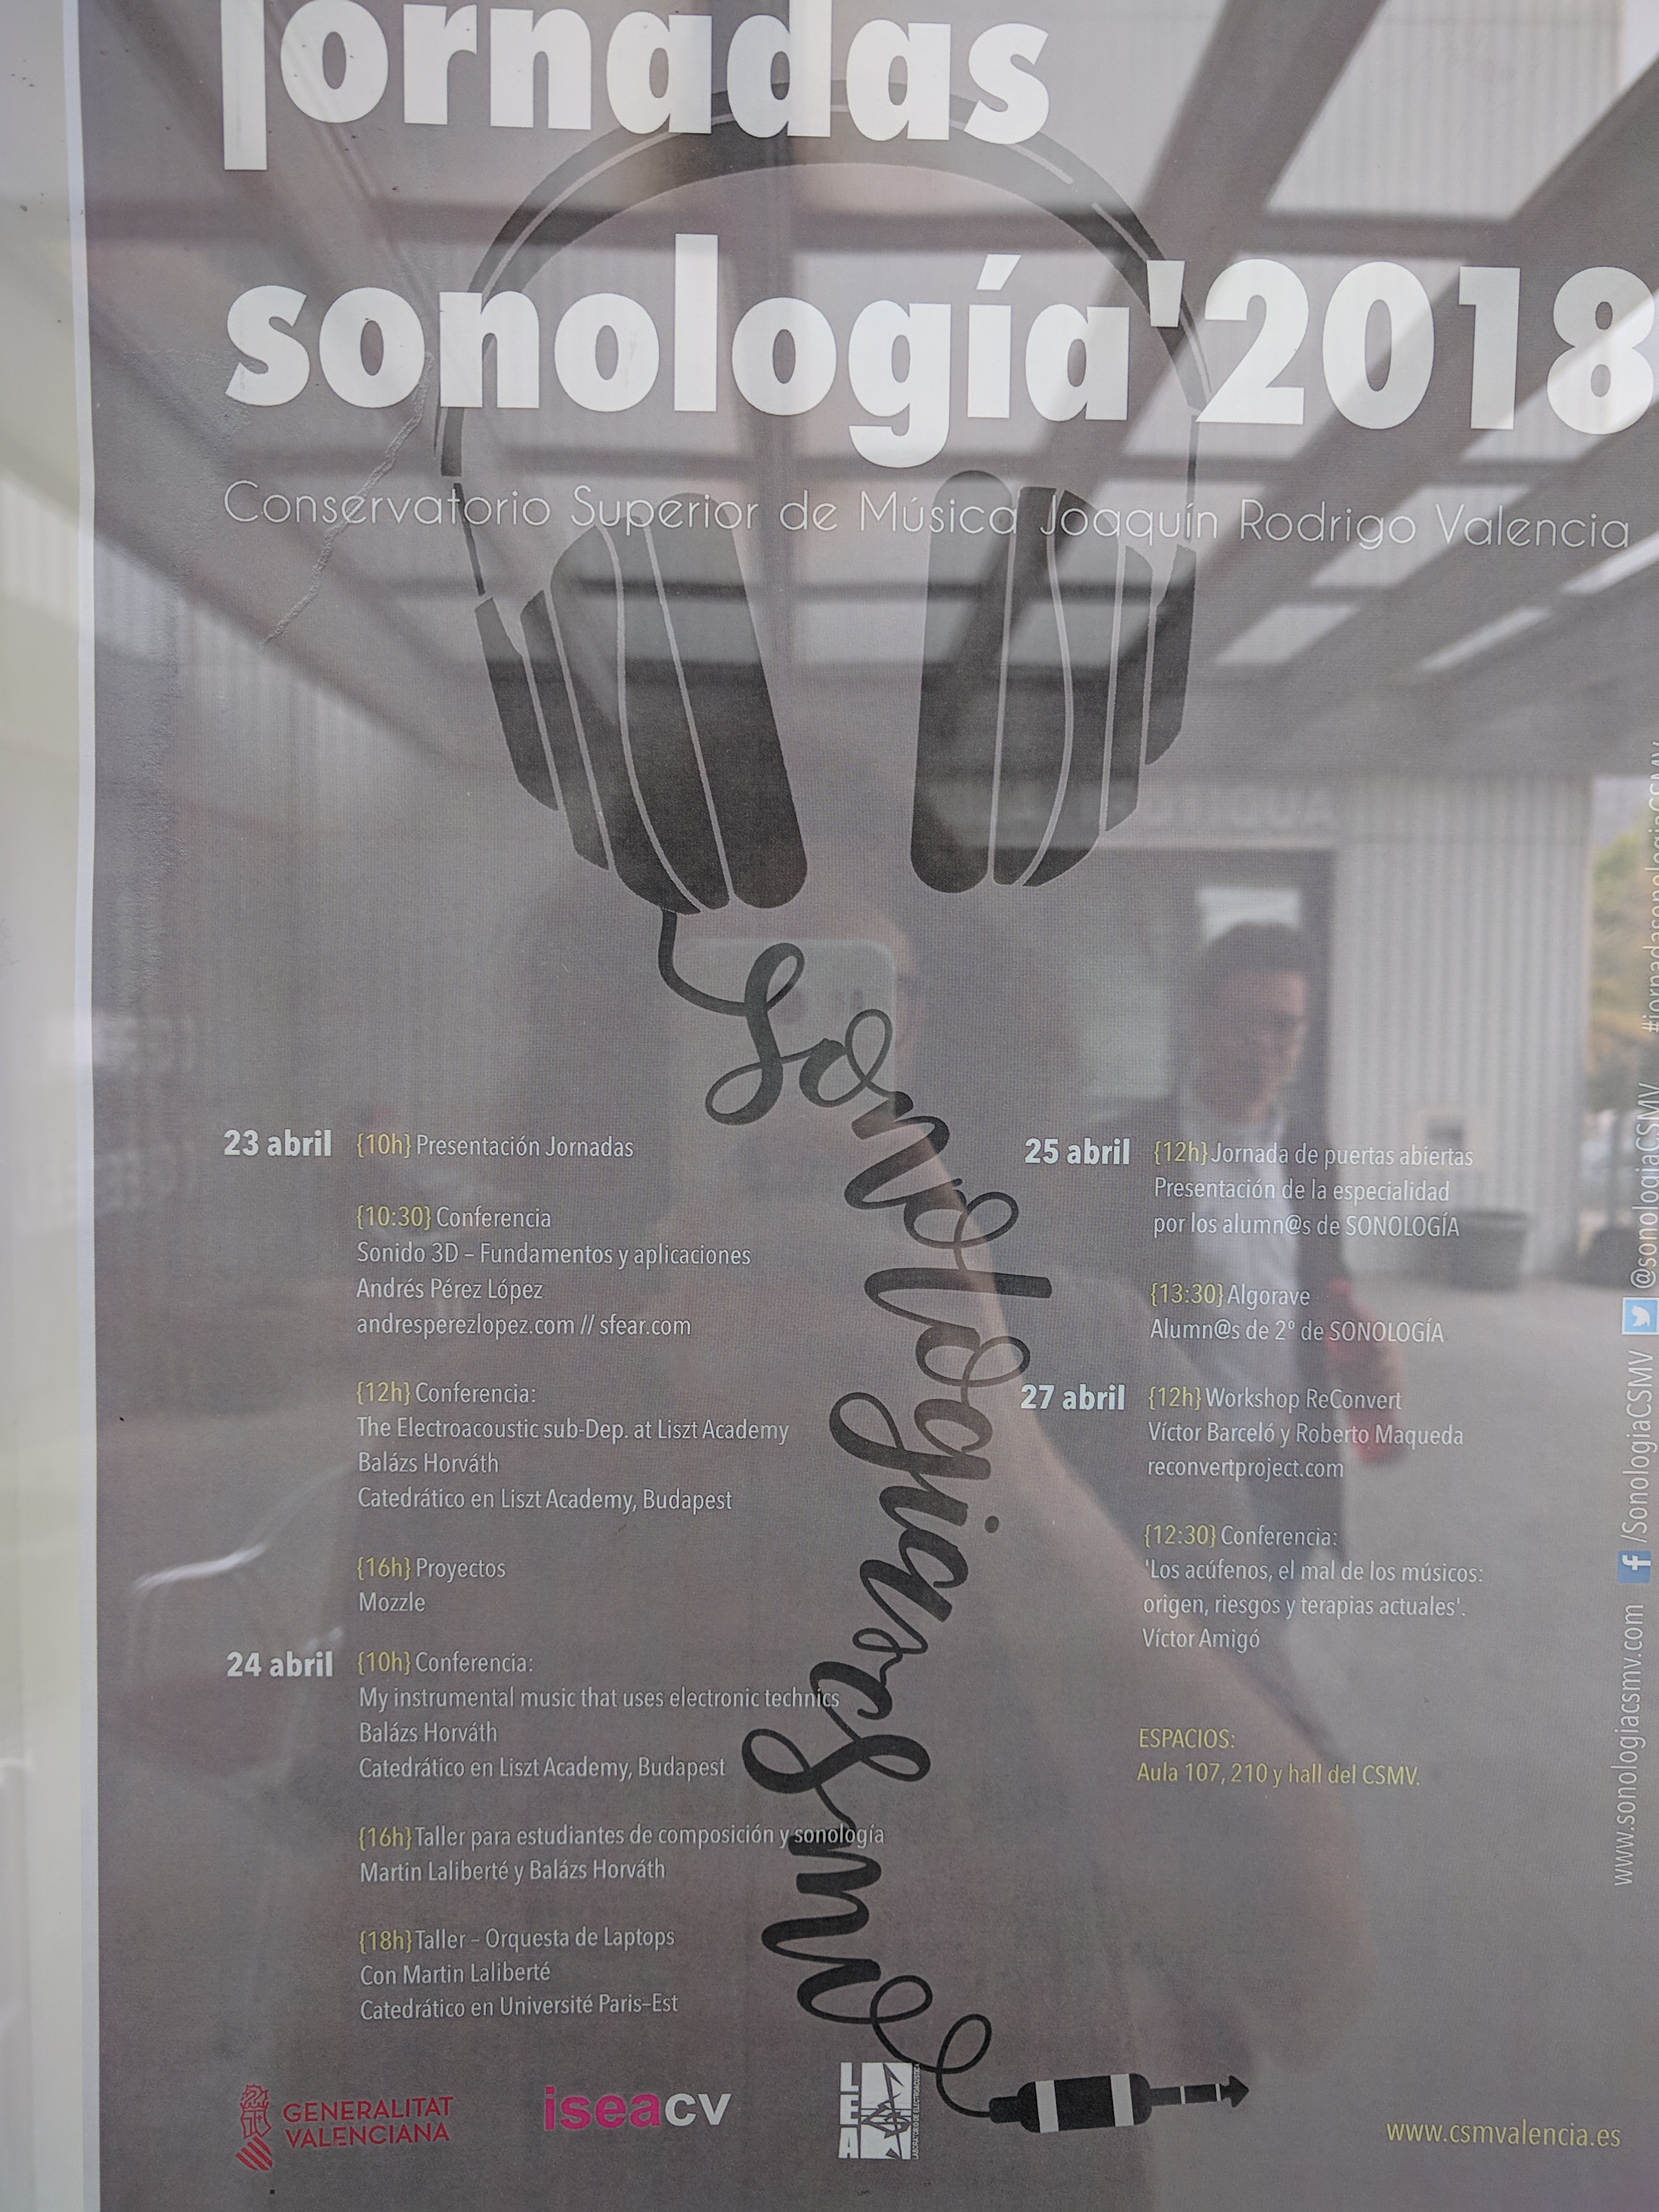 jornadas
sonología'2018
Conservatorio Superior de Música Joaquín Rodrigo Valencia
sonologiacsmv
23 abril {10h} Presentación Jornadas
{10:30} Conferencia
Sonido 3D – Fundamentos y aplicaciones
Andrés Pérez López
andresperezlopez.com // sfear.com
{12h} Conferencia:
The Electroacoustic sub-Dep. at Liszt Academy
Balázs Horváth
Catedrático en Liszt Academy, Budapest
{16h} Proyectos
Mozzle
24 abril {10h} Conferencia:
My instrumental music that uses electronic technics
Balázs Horváth
Catedrático en Liszt Academy, Budapest
{16h} Taller para estudiantes de composición y sonología
Martin Laliberté y Balázs Horváth
{18h} Taller – Orquesta de Laptops
Con Martin Laliberté
Catedrático en Université Paris–Est
25 abril {12h} Jornada de puertas abiertas
Presentación de la especialidad
por los alumn@s de SONOLOGÍA
{13:30} Algorave
Alumn@s de 2º de SONOLOGÍA
27 abril {12h} Workshop ReConvert
Víctor Barceló y Roberto Maqueda
reconvertproject.com
{12:30} Conferencia:
'Los acúfenos, el mal de los músicos:
origen, riesgos y terapias actuales'.
Víctor Amigó
ESPACIOS:
Aula 107, 210 y hall del CSMV.
www.sonologiacsmv.com f /SonologiaCSMV @sonologiaCSMV #jornadasonologiaCSMV
GENERALITAT
VALENCIANA
iseacv
LEA
LABORATORIO DE ELECTROACÚSTICA
www.csmvalencia.es